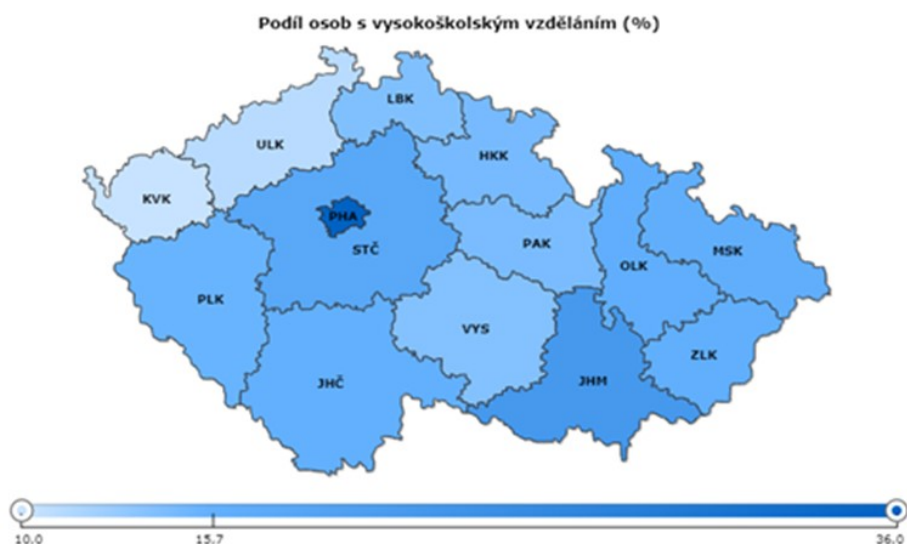 Podíl osob s vysokoškolským vzděláním (%)
LBK
ULK
HKK
KVK
PHA
STČ
PAK
MSK
OLK
PLK
VYS
ZLK
JHČ
JHM
10.0 15.7 36.0